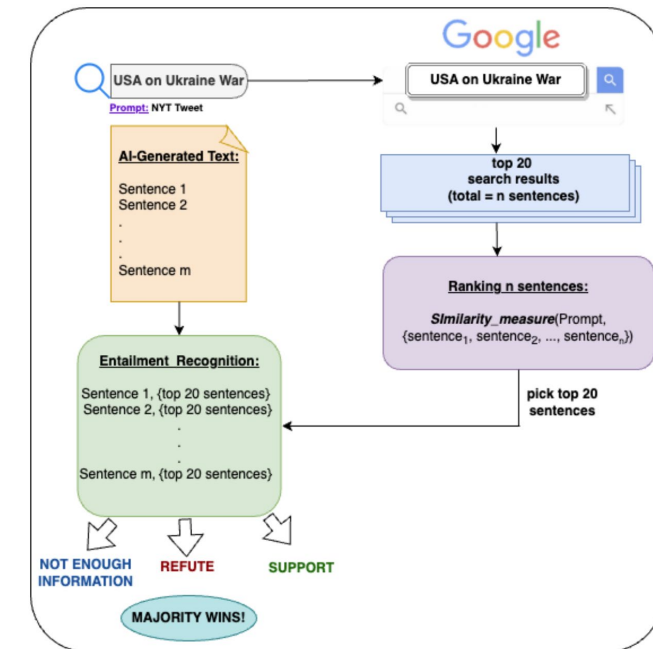 Google
USA on Ukraine War
USA on Ukraine War
Prompt: NYT Tweet
AI-Generated Text:
Sentence 1
Sentence 2
.
.
.
Sentence m
top 20
search results
(total = n sentences)
Ranking n sentences:
SImilarity_measure(Prompt,
{sentence1, sentence2, ..., sentencen})
pick top 20
sentences
Entailment Recognition:
Sentence 1, {top 20 sentences}
Sentence 2, {top 20 sentences}
.
.
.
Sentence m, {top 20 sentences}
NOT ENOUGH
INFORMATION
REFUTE
SUPPORT
MAJORITY WINS!